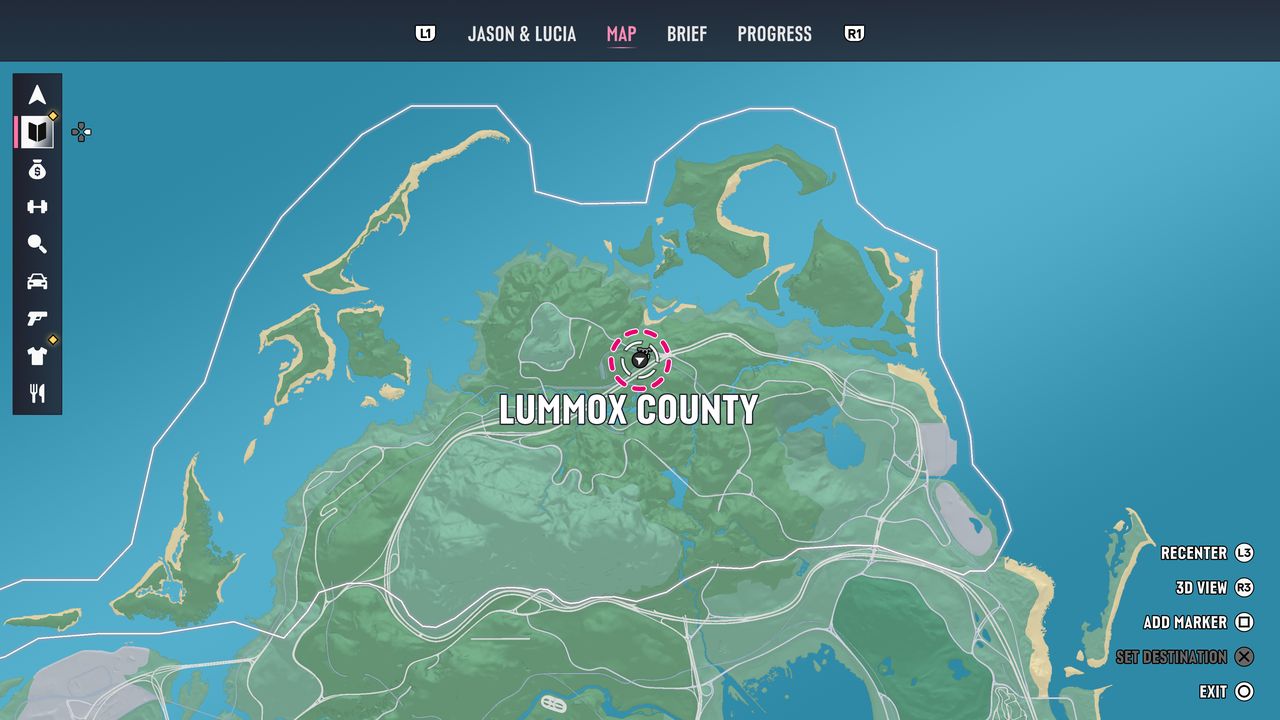 L1 JASON & LUCIA MAP BRIEF PROGRESS R1
LUMMOX COUNTY
RECENTER L3
3D VIEW R3
ADD MARKER
SET DESTINATION
EXIT